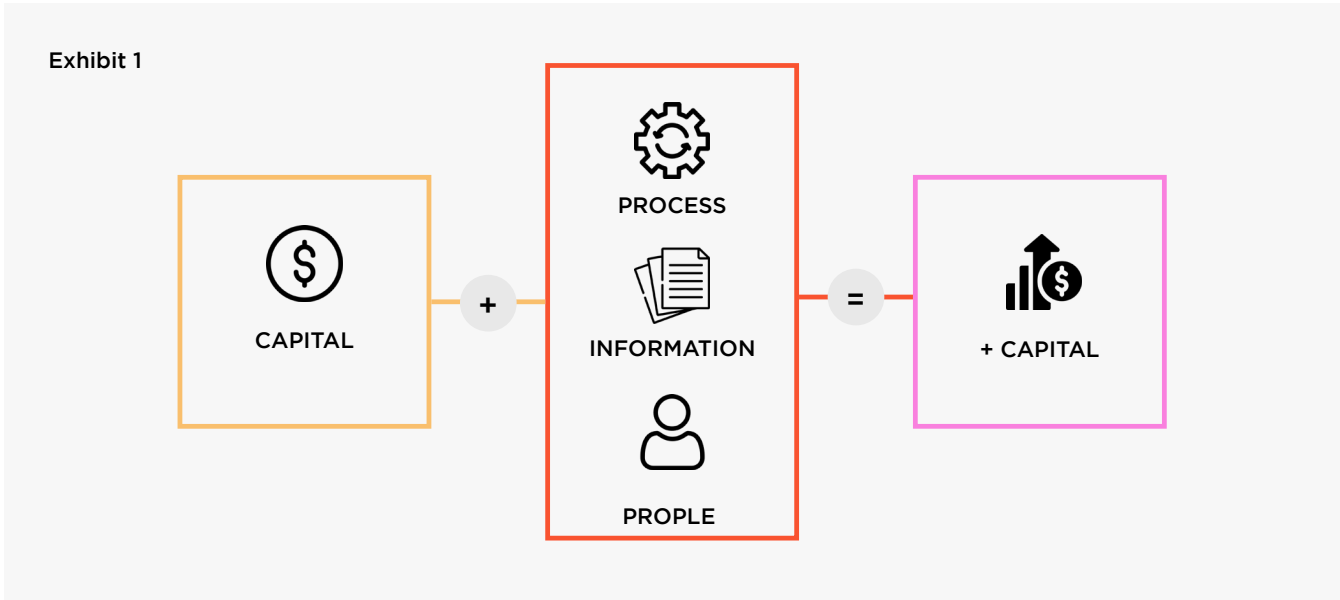 Exhibit 1
$
CAPITAL
+
PROCESS
INFORMATION
PROPLE
=
$
+ CAPITAL